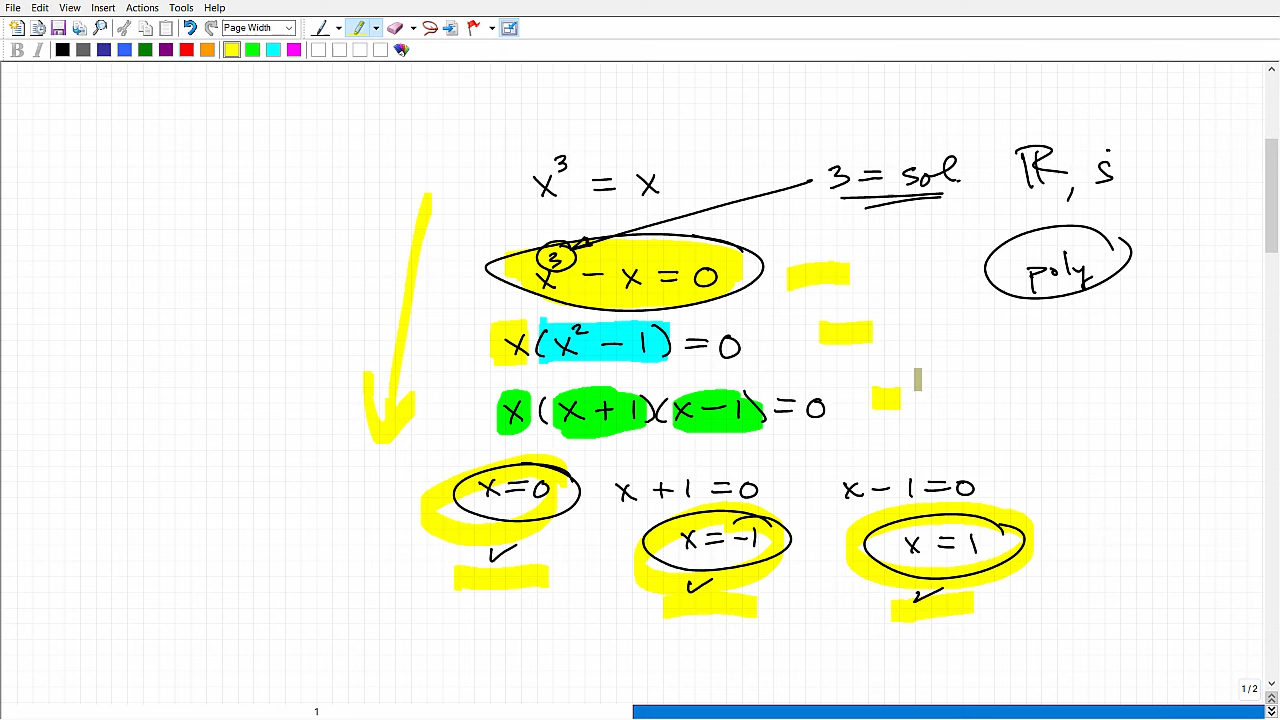 File Edit View Insert Actions Tools Help
Page Width
B I
x³ = x
3 = sol. ℝ, i
x³ - x = 0
poly
x(x² - 1) = 0
x(x + 1)(x - 1) = 0
x = 0 x + 1 = 0 x - 1 = 0
x = -1 x = 1
1/2
1